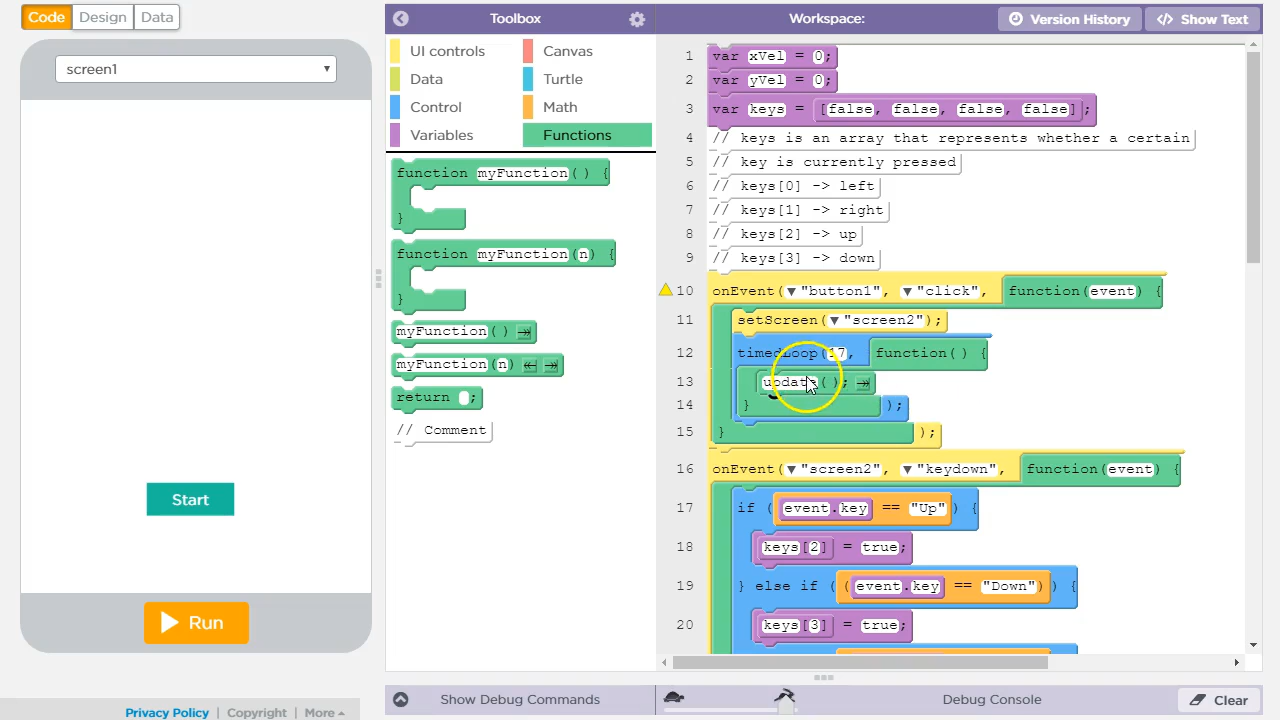 Code Design Data
screen1
Start
Run
Privacy Policy | Copyright | More
Toolbox
UI controls
Canvas
Data
Turtle
Control
Math
Variables
Functions
function myFunction() {
}
function myFunction(n) {
}
myFunction()
myFunction(n)
return ;
// Comment
Show Debug Commands
Workspace:
Version History
</> Show Text
1 var xVel = 0;
2 var yVel = 0;
3 var keys = [false, false, false, false];
4 // keys is an array that represents whether a certain
5 // key is currently pressed
6 // keys[0] -> left
7 // keys[1] -> right
8 // keys[2] -> up
9 // keys[3] -> down
10 onEvent(▼"button1", ▼"click", function(event) {
11 setScreen(▼"screen2");
12 timedLoop(17, function() {
13 update();
14 } );
15 } );
16 onEvent(▼"screen2", ▼"keydown", function(event) {
17 if (event.key == "Up") {
18 keys[2] = true;
19 } else if ((event.key == "Down")) {
20 keys[3] = true;
Debug Console
Clear